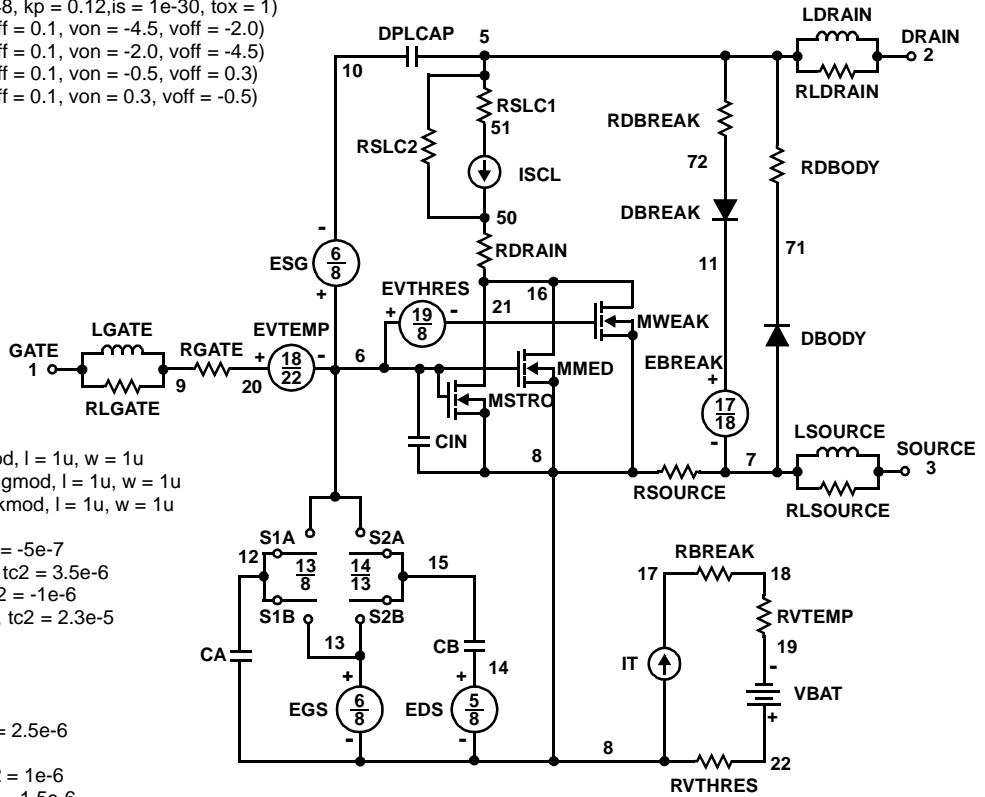 48, kp = 0.12,is = 1e-30, tox = 1)
ff = 0.1, von = -4.5, voff = -2.0)
ff = 0.1, von = -2.0, voff = -4.5)
ff = 0.1, von = -0.5, voff = 0.3)
ff = 0.1, von = 0.3, voff = -0.5)
LDRAIN
DPLCAP 5 DRAIN
10 2
RLDRAIN
RSLC1
51
RDBREAK
RSLC2
72 RDBODY
ISCL
DBREAK
50
71
RDRAIN
ESG 6/8 - +
11
EVTHRES
+ 19/8 -
21 16
MWEAK
LGATE EVTEMP
GATE RGATE + 18/22 - 6 MMED EBREAK DBODY
1 9 20 +
RLGATE MSTRO 17/18
-
CIN
LSOURCE
8 7 SOURCE
3
RSOURCE
RLSOURCE
od, l = 1u, w = 1u
gmod, l = 1u, w = 1u
kmod, l = 1u, w = 1u
= -5e-7
tc2 = 3.5e-6
2 = -1e-6
, tc2 = 2.3e-5
S1A S2A
12 13/8 14/13 15
S1B S2B
13
CA CB
+ + 14
EGS 6/8 EDS 5/8
- -
RBREAK
17 18
RVTEMP
19
IT -
VBAT
+
8 22
RVTHRES
= 2.5e-6
2 = 1e-6